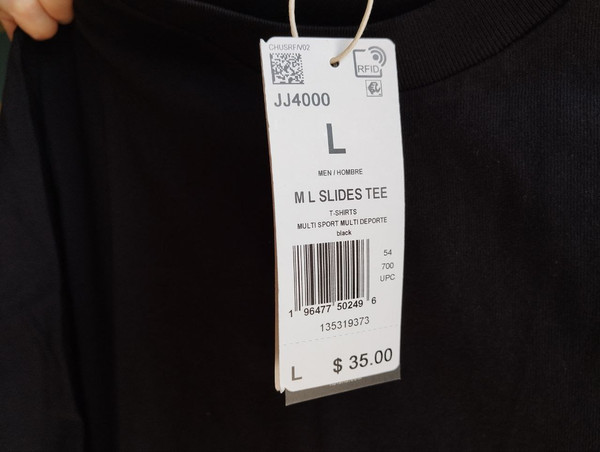 CHUSRFIV02
RFID
JJ4000
L
MEN / HOMBRE
M L SLIDES TEE
T-SHIRTS
MULTI SPORT MULTI DEPORTE
black
54
700
UPC
1 96477 50249 6
135319373
L $ 35.00